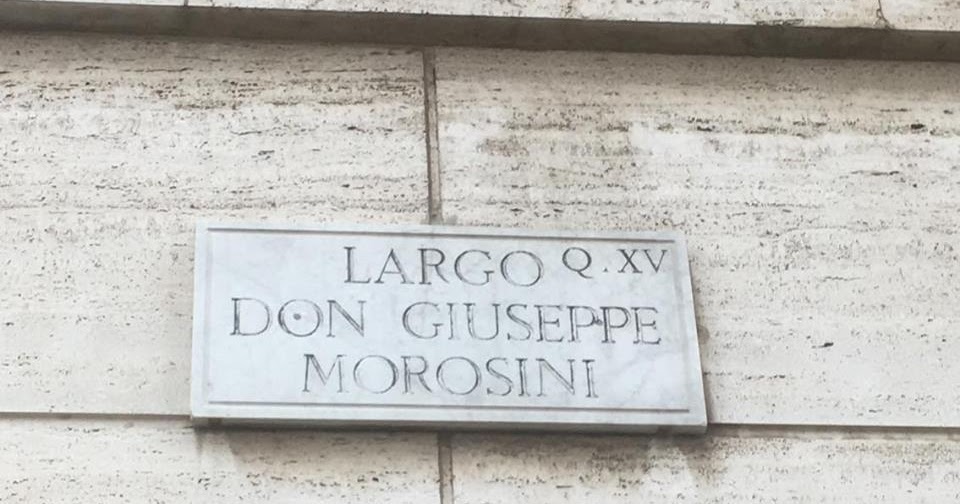 LARGO Q.XV
DON GIUSEPPE
MOROSINI